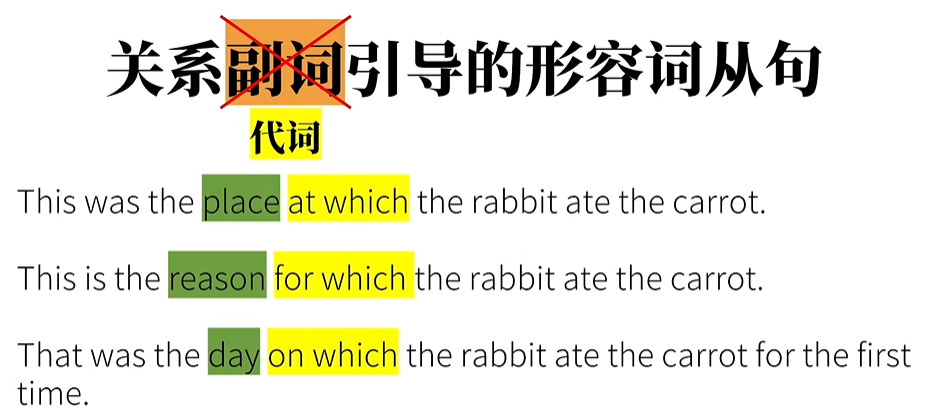 关系副词引导的形容词从句
代词
This was the place at which the rabbit ate the carrot.
This is the reason for which the rabbit ate the carrot.
That was the day on which the rabbit ate the carrot for the first
time.